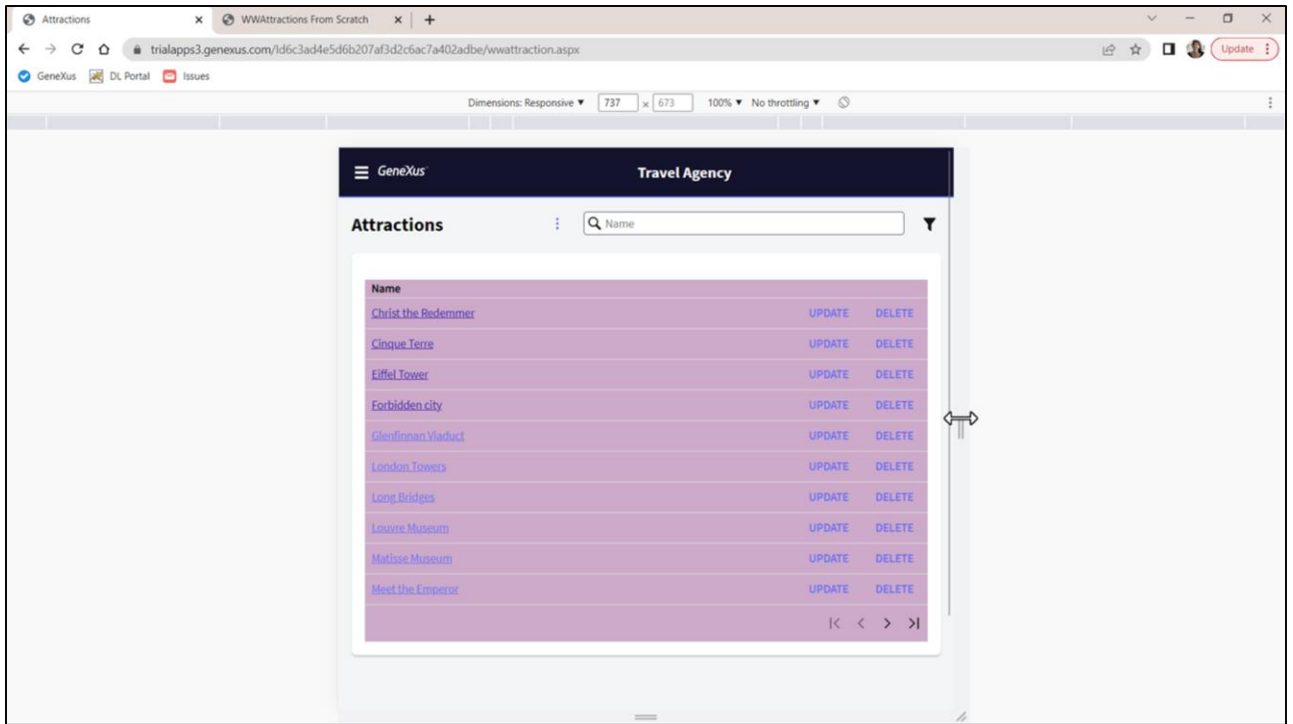 Attractions
WWAttractions From Scratch
trialapps3.genexus.com/Id6c3ad4e5d6b207af3d2c6ac7a402adbe/wwattraction.aspx
Update
GeneXus DL Portal Issues
Dimensions: Responsive 737 x 673 100% No throttling
GeneXus Travel Agency
Attractions Name
Name
Christ the Redemmer UPDATE DELETE
Cinque Terre UPDATE DELETE
Eiffel Tower UPDATE DELETE
Forbidden city UPDATE DELETE
Glenfinnan Viaduct UPDATE DELETE
London Towers UPDATE DELETE
Long Bridges UPDATE DELETE
Louvre Museum UPDATE DELETE
Matisse Museum UPDATE DELETE
Meet the Emperor UPDATE DELETE